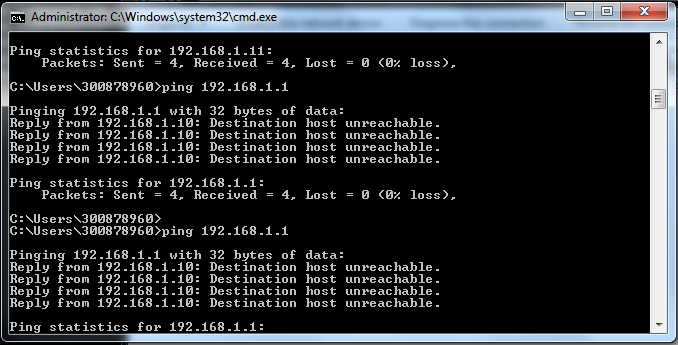 Administrator: C:\Windows\system32\cmd.exe
Ping statistics for 192.168.1.11:
    Packets: Sent = 4, Received = 4, Lost = 0 (0% loss),
C:\Users\300878960>ping 192.168.1.1
Pinging 192.168.1.1 with 32 bytes of data:
Reply from 192.168.1.10: Destination host unreachable.
Reply from 192.168.1.10: Destination host unreachable.
Reply from 192.168.1.10: Destination host unreachable.
Reply from 192.168.1.10: Destination host unreachable.
Ping statistics for 192.168.1.1:
    Packets: Sent = 4, Received = 4, Lost = 0 (0% loss),
C:\Users\300878960>
C:\Users\300878960>ping 192.168.1.1
Pinging 192.168.1.1 with 32 bytes of data:
Reply from 192.168.1.10: Destination host unreachable.
Reply from 192.168.1.10: Destination host unreachable.
Reply from 192.168.1.10: Destination host unreachable.
Reply from 192.168.1.10: Destination host unreachable.
Ping statistics for 192.168.1.1: